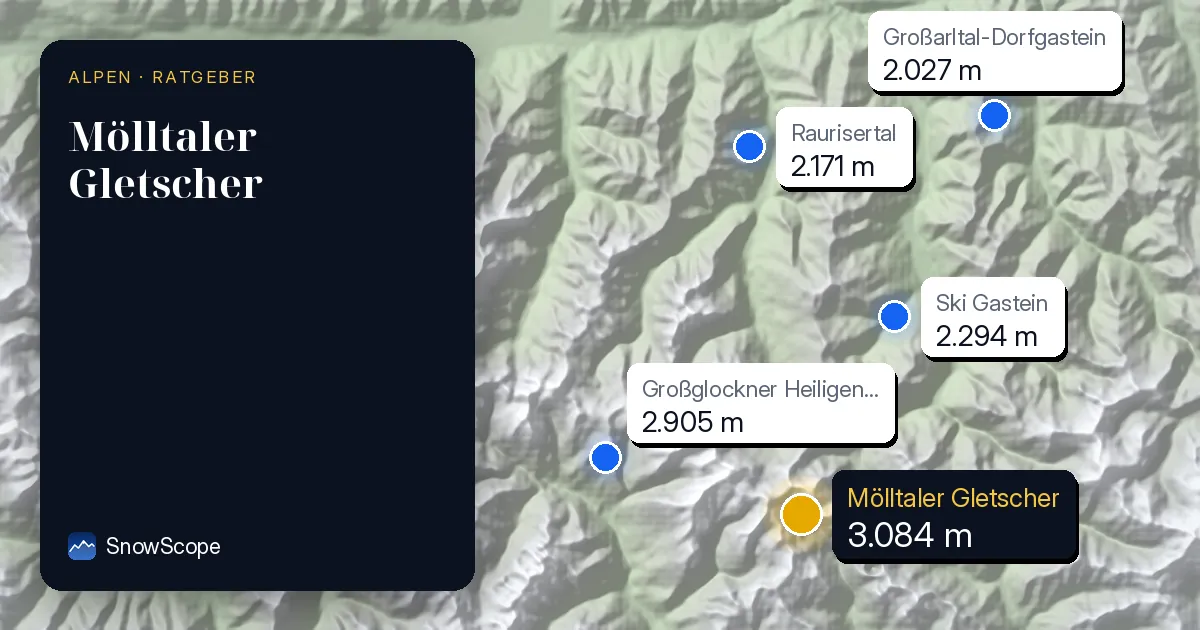 ALPEN · RATGEBER
Mölltaler
Gletscher
SnowScope
Großarltal-Dorfgastein
2.027 m
Raurisertal
2.171 m
Ski Gastein
2.294 m
Großglockner Heiligen...
2.905 m
Mölltaler Gletscher
3.084 m